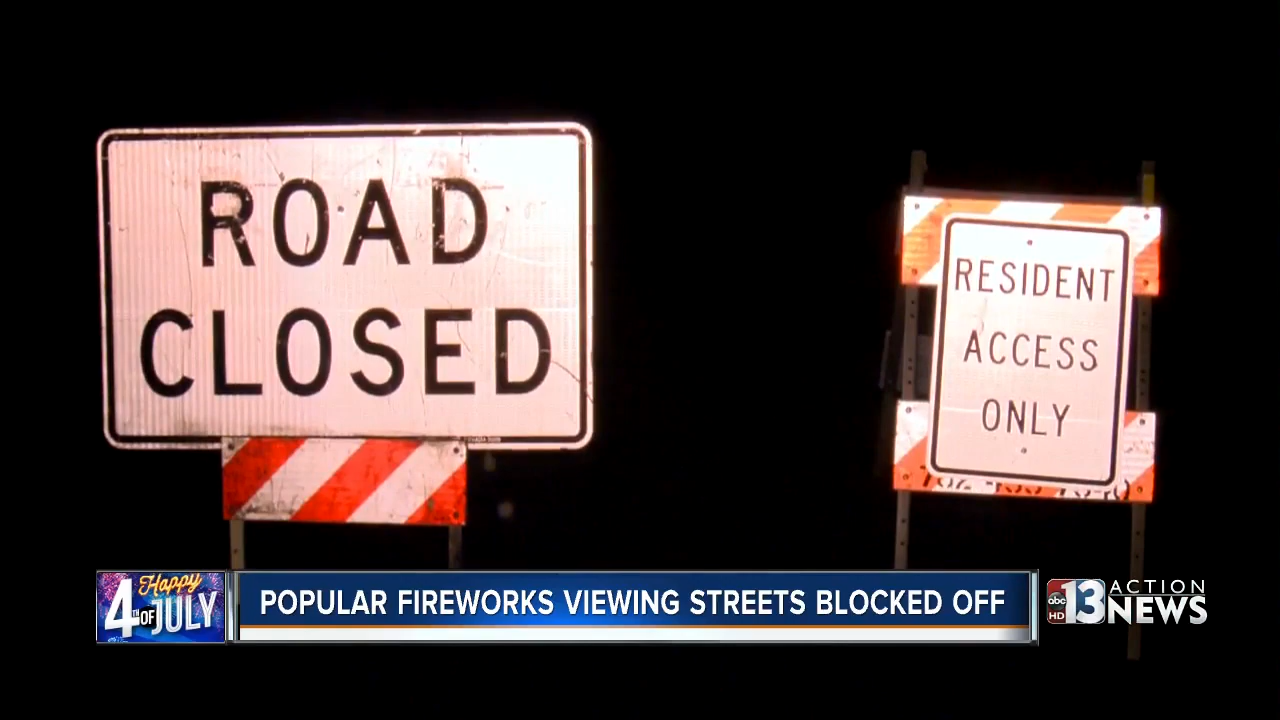 ROAD
CLOSED
RESIDENT
ACCESS
ONLY
Happy
4TH OF JULY
POPULAR FIREWORKS VIEWING STREETS BLOCKED OFF
abc
HD
13
ACTION
NEWS